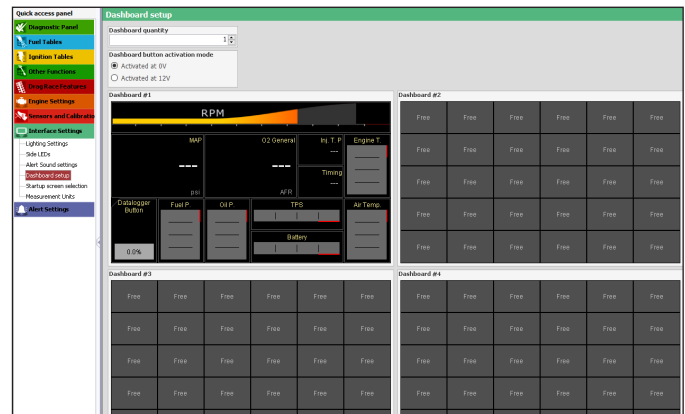 Quick access panel
Diagnostic Panel
Fuel Tables
Ignition Tables
Other Functions
DragRace Features
Engine Settings
Sensors and Calibratio
Interface Settings
Lighting Settings
Side LEDs
Alert Sound settings
Dashboard setup
Startup screen selection
Measurement Units
Alert Settings
Dashboard setup
Dashboard quantity
1
Dashboard button activation mode
Activated at 0V
Activated at 12V
Dashboard #1
RPM
MAP
---
psi
O2 General
---
AFR
Inj. T. P
---
Timing
---
Engine T.
Datalogger
Button
0.0%
Fuel P.
Oil P.
TPS
Battery
Air Temp.
Dashboard #2
Free Free Free Free Free Free
Free Free Free Free Free Free
Free Free Free Free Free Free
Free Free Free Free Free Free
Free Free Free Free Free Free
Dashboard #3
Free Free Free Free Free Free
Free Free Free Free Free Free
Free Free Free Free Free Free
Free Free Free Free Free Free
Dashboard #4
Free Free Free Free Free Free
Free Free Free Free Free Free
Free Free Free Free Free Free
Free Free Free Free Free Free